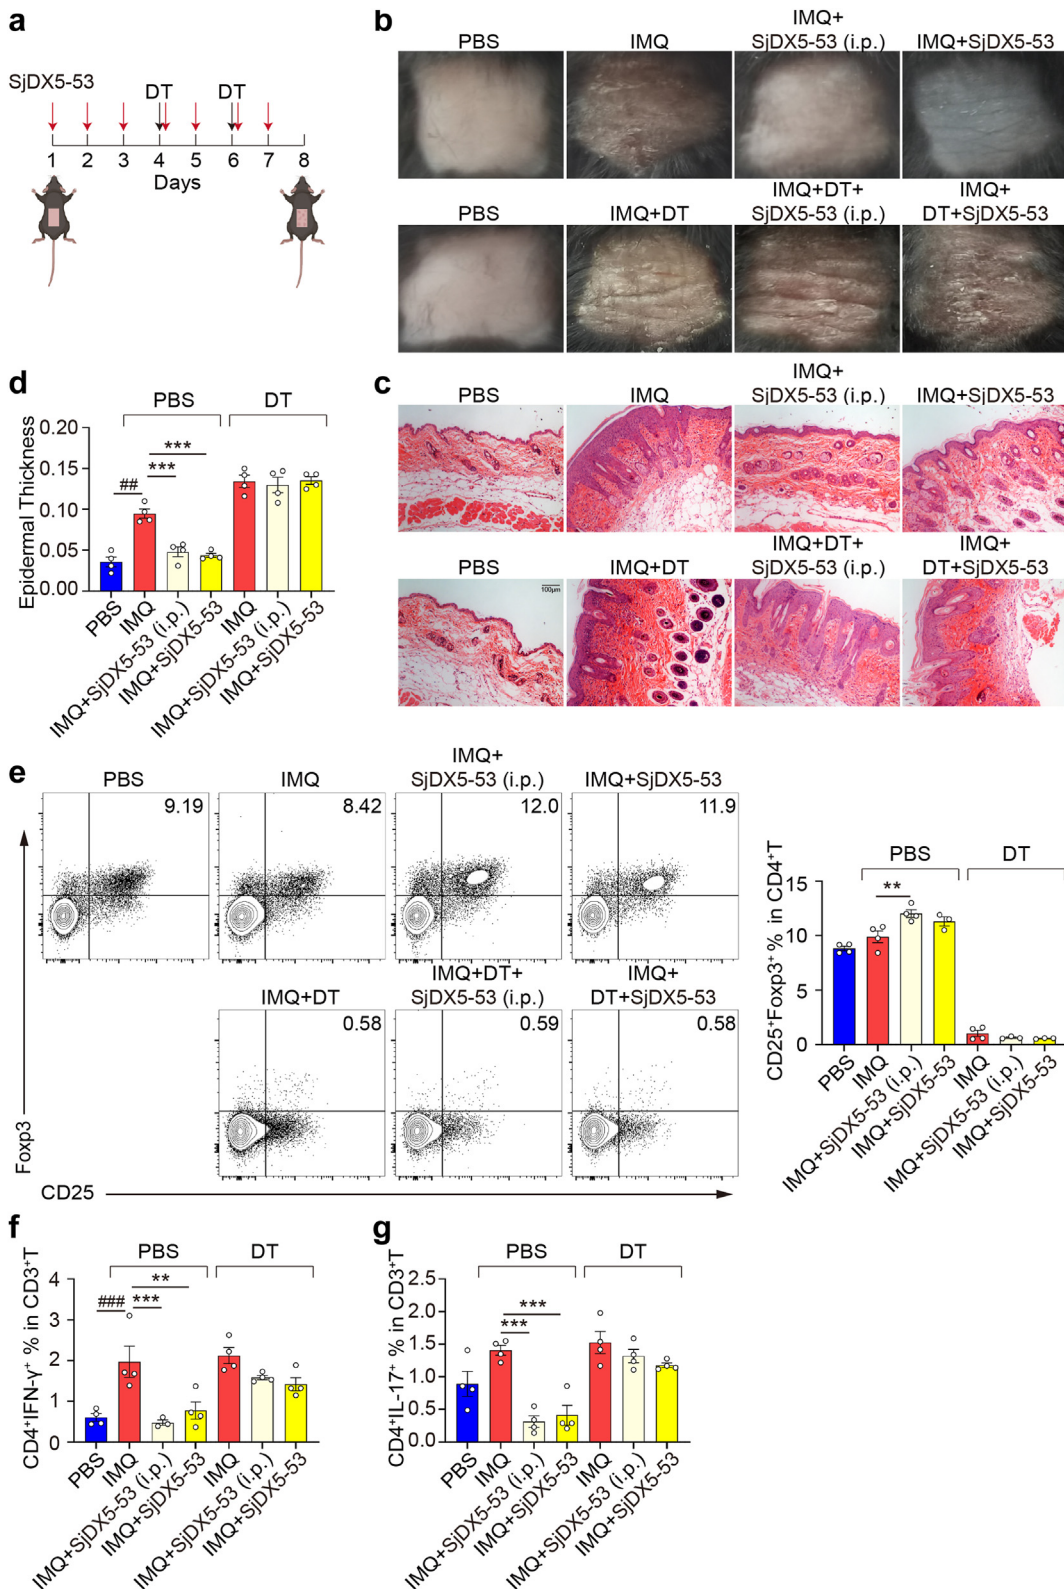 a
SjDX5-53
DT
DT
1 2 3 4 5 6 7 8
Days
b
PBS
IMQ
IMQ+
SjDX5-53 (i.p.)
IMQ+SjDX5-53
PBS
IMQ+DT
IMQ+DT+
SjDX5-53 (i.p.)
IMQ+
DT+SjDX5-53
d
PBS
DT
Epidermal Thickness
0.20
0.15
0.10
0.05
0.00
##
***
***
PBS
IMQ
IMQ+SjDX5-53 (i.p.)
IMQ+SjDX5-53
IMQ
IMQ+SjDX5-53 (i.p.)
IMQ+SjDX5-53
c
PBS
IMQ
IMQ+
SjDX5-53 (i.p.)
IMQ+SjDX5-53
PBS
IMQ+DT
IMQ+DT+
SjDX5-53 (i.p.)
IMQ+
DT+SjDX5-53
100μm
e
PBS
IMQ
IMQ+
SjDX5-53 (i.p.)
IMQ+SjDX5-53
9.19
8.42
12.0
11.9
IMQ+DT
IMQ+DT+
SjDX5-53 (i.p.)
IMQ+
DT+SjDX5-53
0.58
0.59
0.58
Foxp3
CD25
PBS
DT
CD25⁺Foxp3⁺ % in CD4⁺T
15
10
5
0
**
PBS
IMQ
IMQ+SjDX5-53 (i.p.)
IMQ+SjDX5-53
IMQ
IMQ+SjDX5-53 (i.p.)
IMQ+SjDX5-53
f
PBS
DT
CD4⁺IFN-γ⁺ % in CD3⁺T
4
3
2
1
0
###
**
***
PBS
IMQ
IMQ+SjDX5-53 (i.p.)
IMQ+SjDX5-53
IMQ
IMQ+SjDX5-53 (i.p.)
IMQ+SjDX5-53
g
PBS
DT
CD4⁺IL-17⁺ % in CD3⁺T
2.5
2.0
1.5
1.0
0.5
0.0
***
***
PBS
IMQ
IMQ+SjDX5-53 (i.p.)
IMQ+SjDX5-53
IMQ
IMQ+SjDX5-53 (i.p.)
IMQ+SjDX5-53